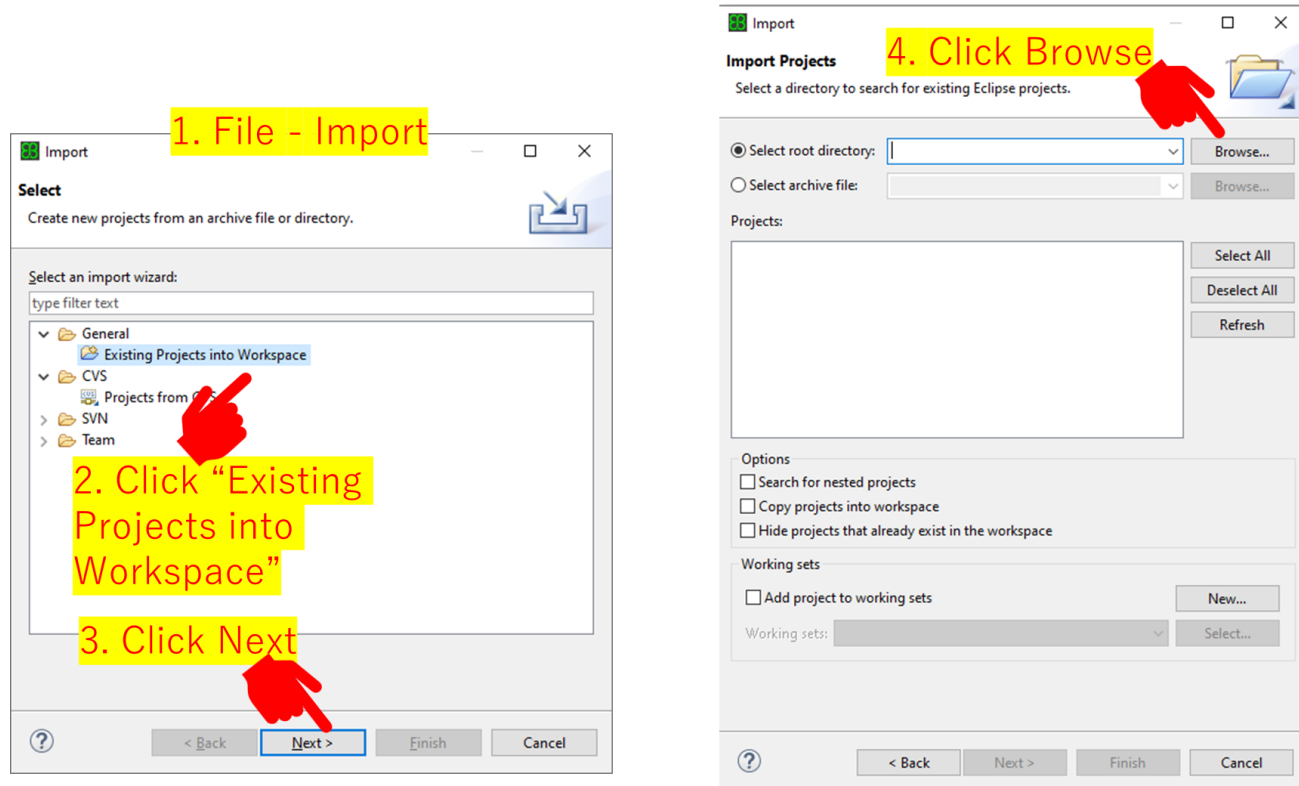 1. File - Import
Import
Select
Create new projects from an archive file or directory.
Select an import wizard:
type filter text
General
Existing Projects into Workspace
CVS
Projects from CVS
SVN
Team
2. Click “Existing
Projects into
Workspace”
3. Click Next
< Back
Next >
Finish
Cancel
Import
4. Click Browse
Import Projects
Select a directory to search for existing Eclipse projects.
Select root directory:
Browse...
Select archive file:
Browse...
Projects:
Select All
Deselect All
Refresh
Options
Search for nested projects
Copy projects into workspace
Hide projects that already exist in the workspace
Working sets
Add project to working sets
New...
Working sets:
Select...
< Back
Next >
Finish
Cancel